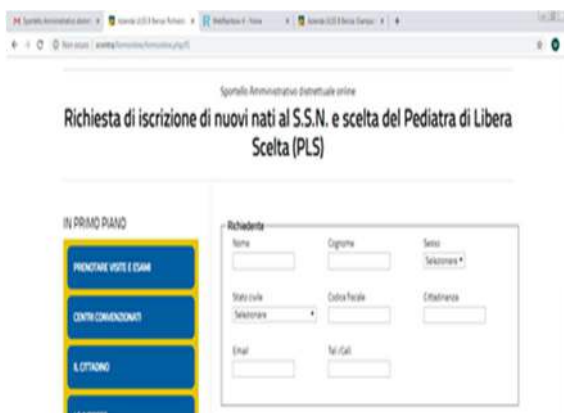 Sportello Amministrativo distrettuale online
Richiesta di iscrizione di nuovi nati al S.S.N. e scelta del Pediatra di Libera
Scelta (PLS)
IN PRIMO PIANO
PRENOTARE VISITE E ESAMI
CENTRI CONVENZIONATI
IL CITTADINO
Richiedente
Nome Cognome Sesso
Selezionare
Stato civile Codice fiscale Cittadinanza
Selezionare
Email Tel./Cell.